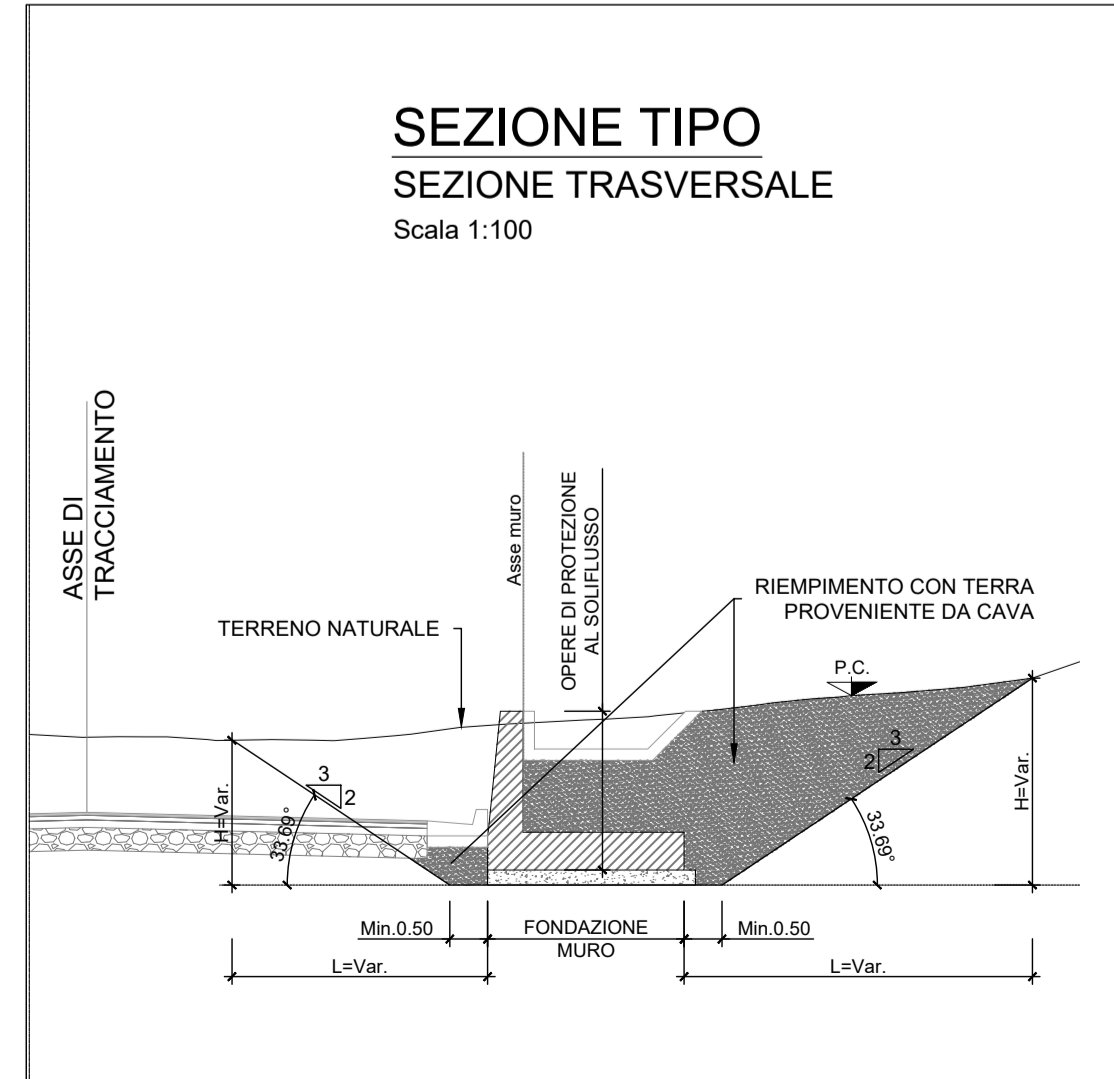 SEZIONE TIPO
SEZIONE TRASVERSALE
Scala 1:100
ASSE DI
TRACCIAMENTO
Asse muro
OPERE DI PROTEZIONE
AL SOLIFLUSSO
RIEMPIMENTO CON TERRA
PROVENIENTE DA CAVA
TERRENO NATURALE
P.C.
3
2
3
2
H=Var.
33.69°
33.69°
H=Var.
Min.0.50
FONDAZIONE
MURO
Min.0.50
L=Var.
L=Var.